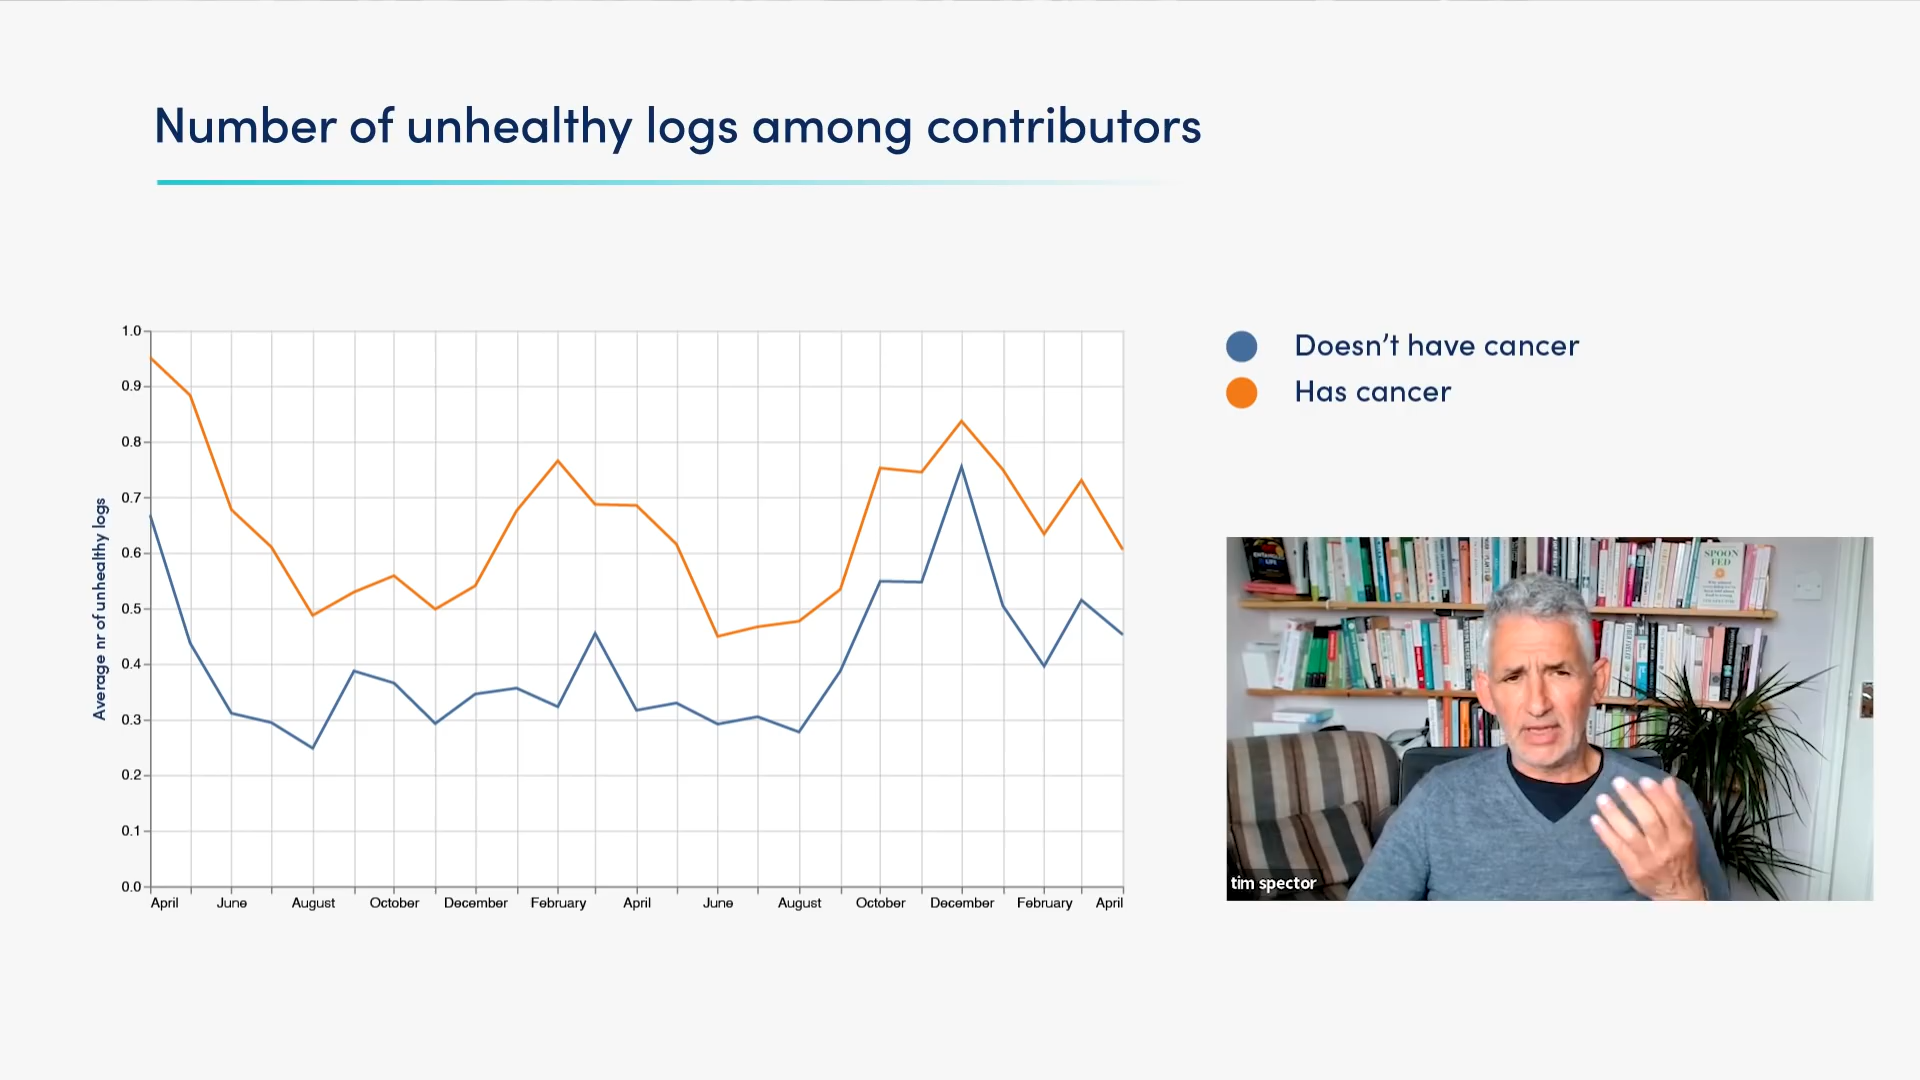 Number of unhealthy logs among contributors
Average nr of unhealthy logs
1.0
0.9
0.8
0.7
0.6
0.5
0.4
0.3
0.2
0.1
0.0
April June August October December February April June August October December February April
Doesn't have cancer
Has cancer
SPOON
FED
tim spector